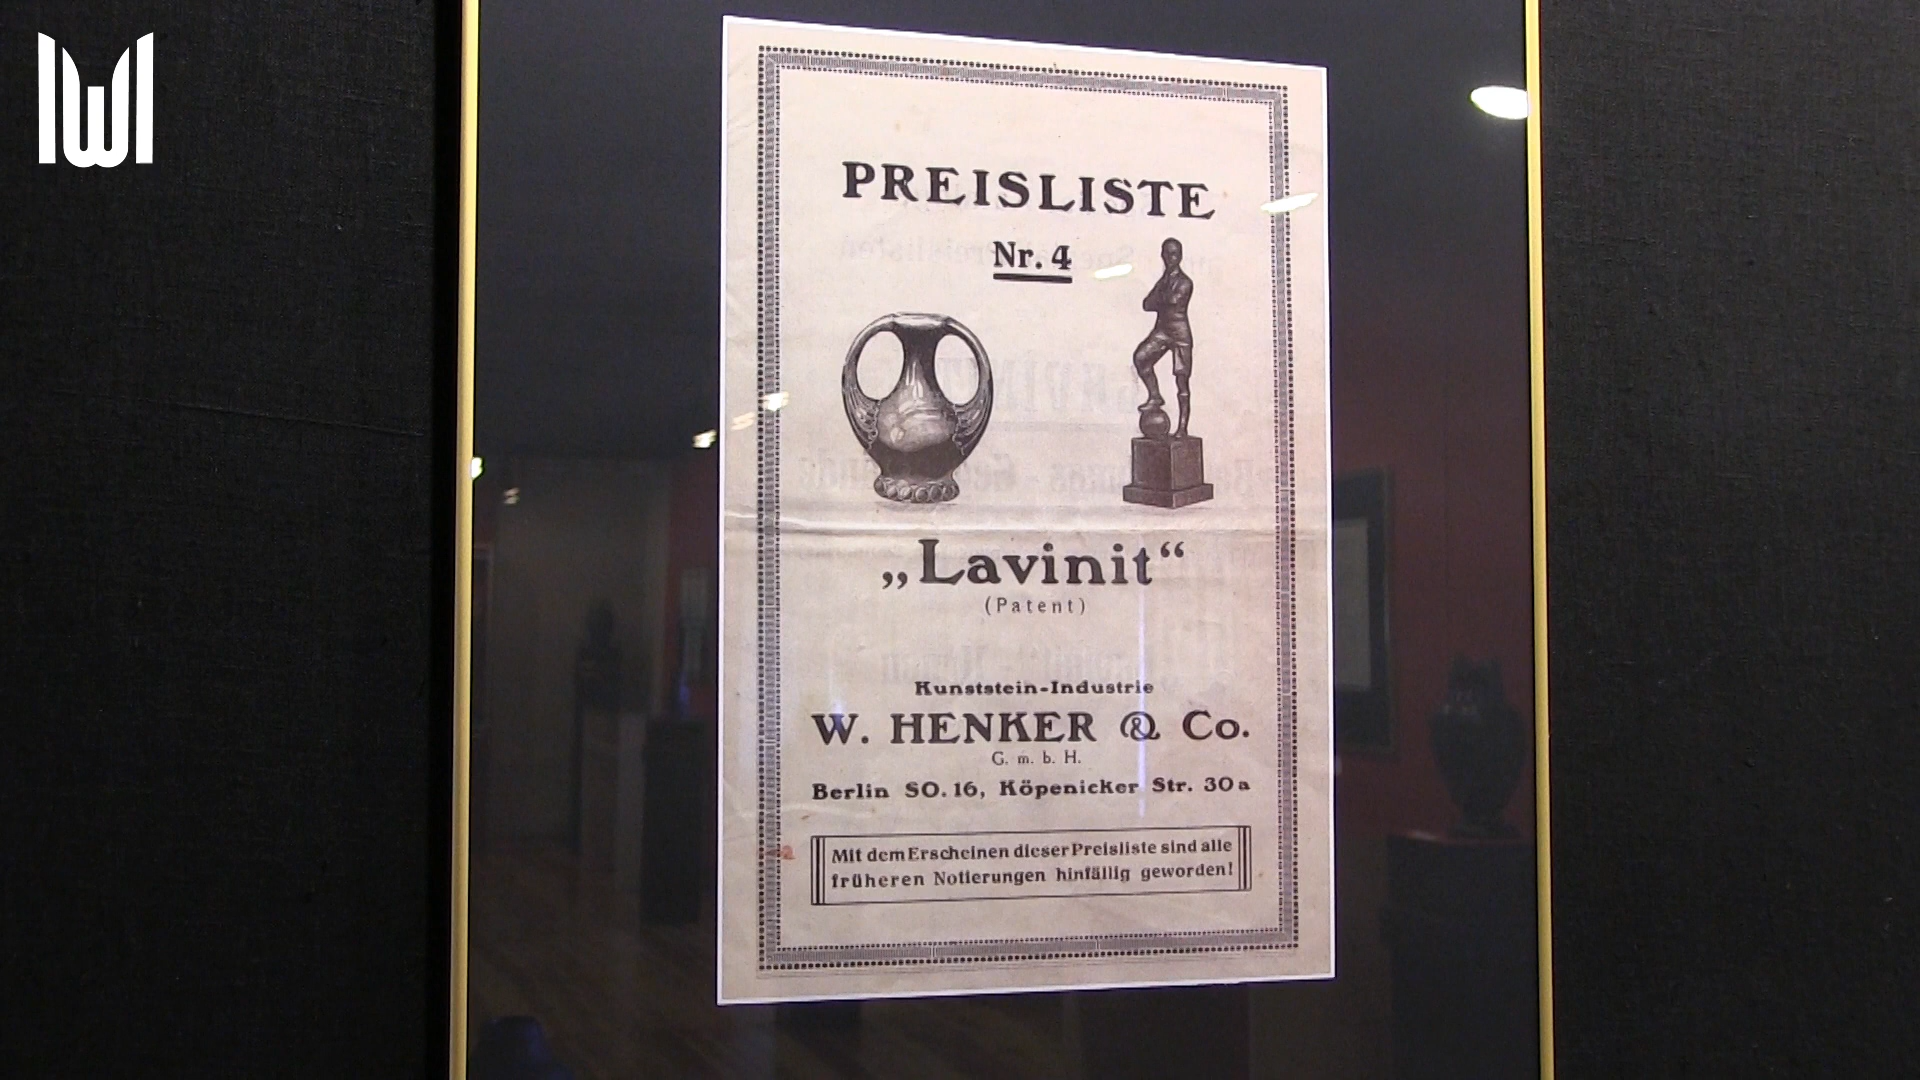 PREISLISTE
Nr. 4
„Lavinit“
(Patent)
Kunststein-Industrie
W. HENKER & Co.
G. m. b. H.
Berlin SO. 16, Köpenicker Str. 30a
Mit dem Erscheinen dieser Preisliste sind alle
früheren Notierungen hinfällig geworden!